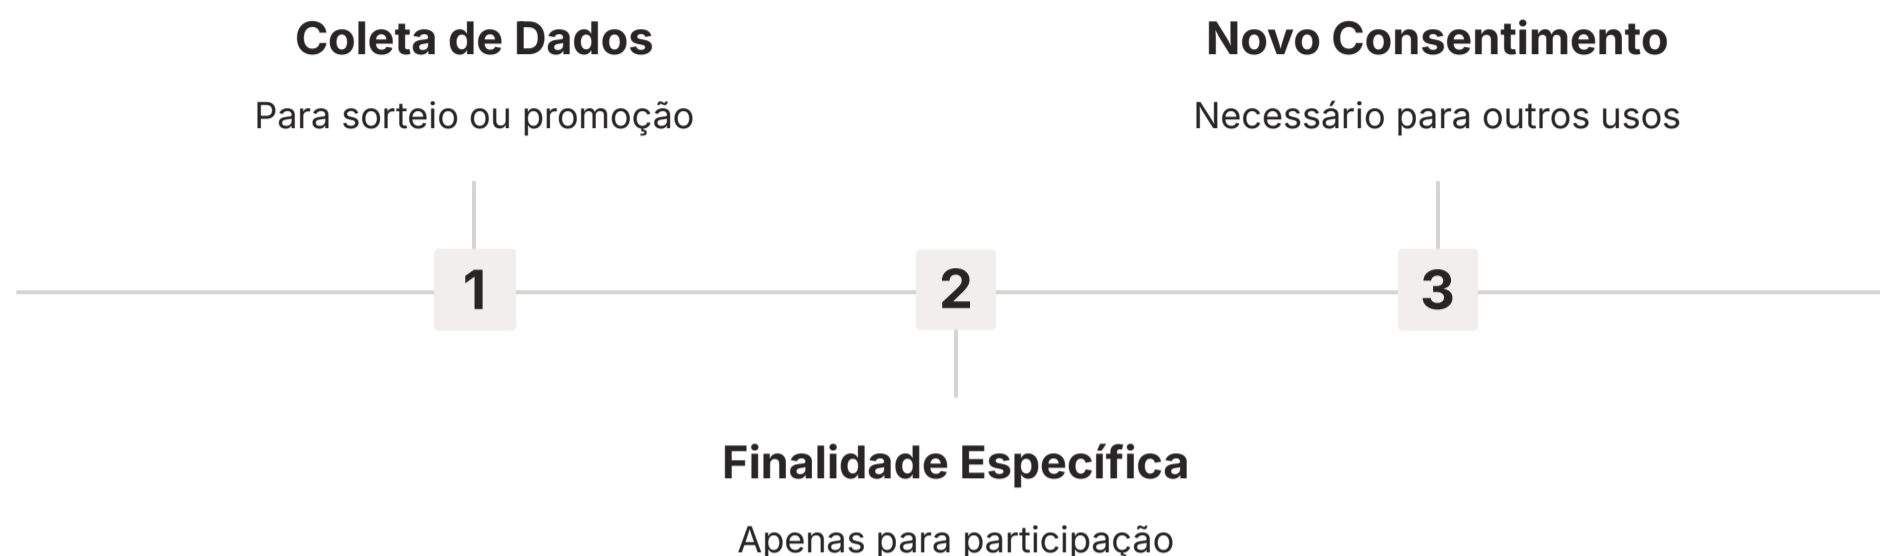 Coleta de Dados
Para sorteio ou promoção
Novo Consentimento
Necessário para outros usos
1
2
3
Finalidade Específica
Apenas para participação